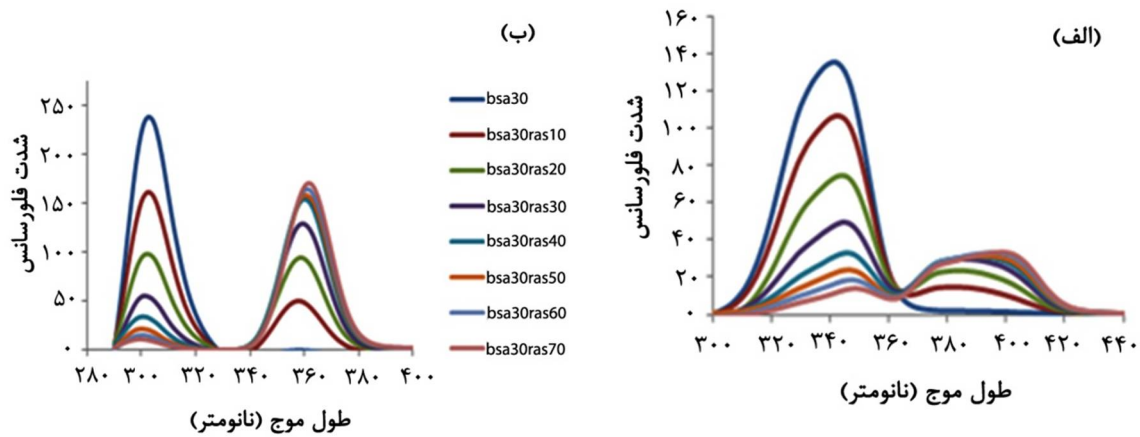 (الف)
شدت فلورسانس
۱۶۰
۱۴۰
۱۲۰
۱۰۰
۸۰
۶۰
۴۰
۲۰
۰
۳۰۰ ۳۲۰ ۳۴۰ ۳۶۰ ۳۸۰ ۴۰۰ ۴۲۰ ۴۴۰
طول موج (نانومتر)
(ب)
شدت فلورسانس
۲۵۰
۲۰۰
۱۵۰
۱۰۰
۵۰
۰
۲۸۰ ۳۰۰ ۳۲۰ ۳۴۰ ۳۶۰ ۳۸۰ ۴۰۰
طول موج (نانومتر)
bsa30
bsa30ras10
bsa30ras20
bsa30ras30
bsa30ras40
bsa30ras50
bsa30ras60
bsa30ras70